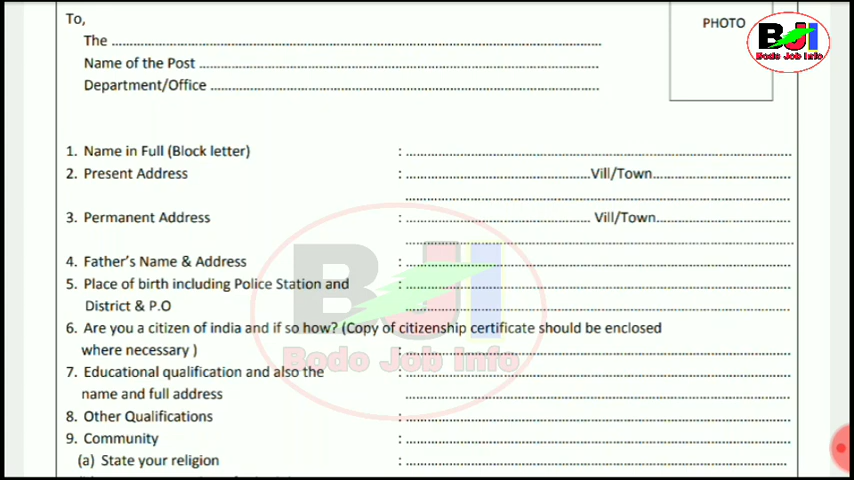 To,
PHOTO
The ........................................
Name of the Post ........................................
Department/Office ........................................
BJI
Bodo Job Info
1. Name in Full (Block letter) : ........................................
2. Present Address : ....................Vill/Town....................
........................................
3. Permanent Address : .................... Vill/Town....................
........................................
4. Father's Name & Address : ........................................
5. Place of birth including Police Station and : ........................................
District & P.O ........................................
6. Are you a citizen of india and if so how? (Copy of citizenship certificate should be enclosed
where necessary ) : ........................................
7. Educational qualification and also the : ........................................
name and full address ........................................
8. Other Qualifications : ........................................
9. Community : ........................................
(a) State your religion : ........................................
BJI
Bodo Job Info